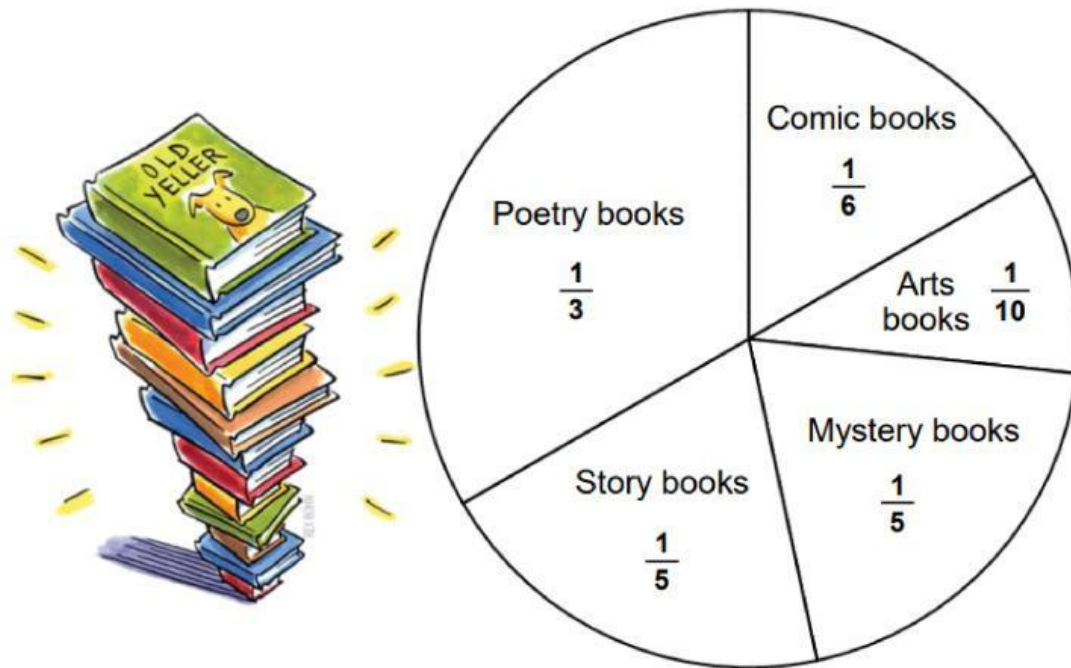 OLD
YELLER
Poetry books
1
3
Comic books
1
6
Arts
books
1
10
Mystery books
1
5
Story books
1
5